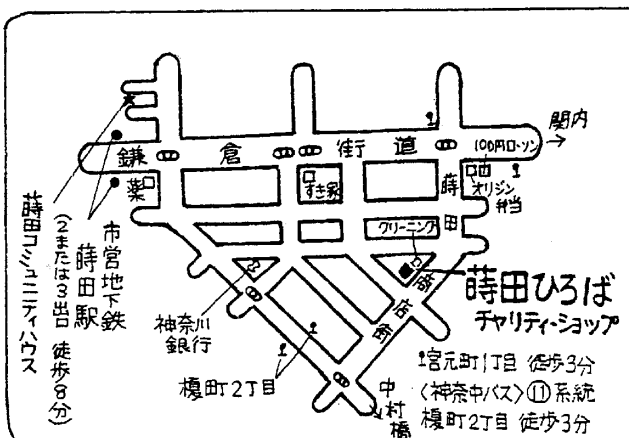 関内
鎌倉街道
100円ローソン
オリジン
弁当
薬
すき家
蒔田
クリーニング
蒔田コミュニティハウス
市営地下鉄
蒔田駅
(2または3出口 徒歩8分)
神奈川
銀行
商店街
蒔田ひろば
チャリティ・ショップ
榎町2丁目
中村橋
宮元町1丁目 徒歩3分
〈神奈中バス〉⑪系統
榎町2丁目 徒歩3分